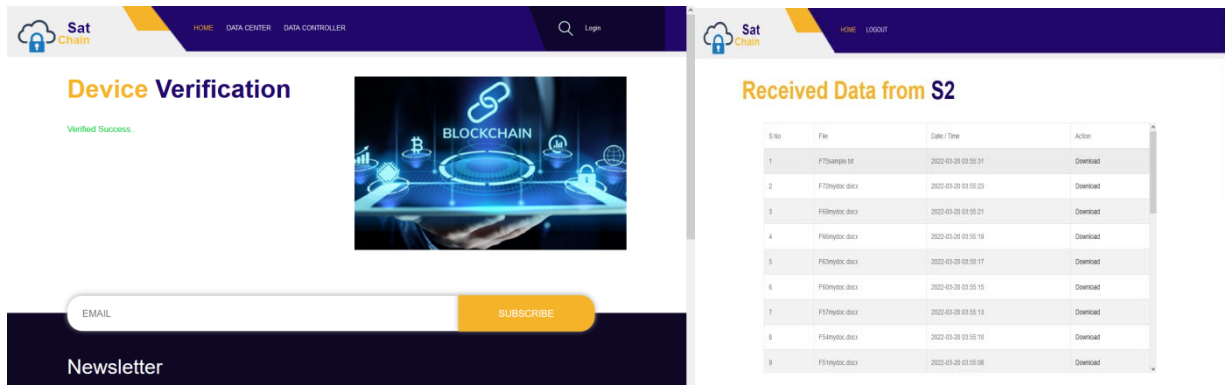 Sat
Chain
HOME DATA CENTER DATA CONTROLLER
Login
Device Verification
Verified Success..
BLOCKCHAIN
EMAIL
SUBSCRIBE
Newsletter
Sat
Chain
HOME LOGOUT
Received Data from S2
S.No File Date / Time Action
1 F75sample.txt 2022-03-20 03:55:31 Download
2 F72mydoc.docx 2022-03-20 03:55:23 Download
3 F69mydoc.docx 2022-03-20 03:55:21 Download
4 F66mydoc.docx 2022-03-20 03:55:19 Download
5 F63mydoc.docx 2022-03-20 03:55:17 Download
6 F60mydoc.docx 2022-03-20 03:55:15 Download
7 F57mydoc.docx 2022-03-20 03:55:13 Download
8 F54mydoc.docx 2022-03-20 03:55:10 Download
9 F51mydoc.docx 2022-03-20 03:55:08 Download